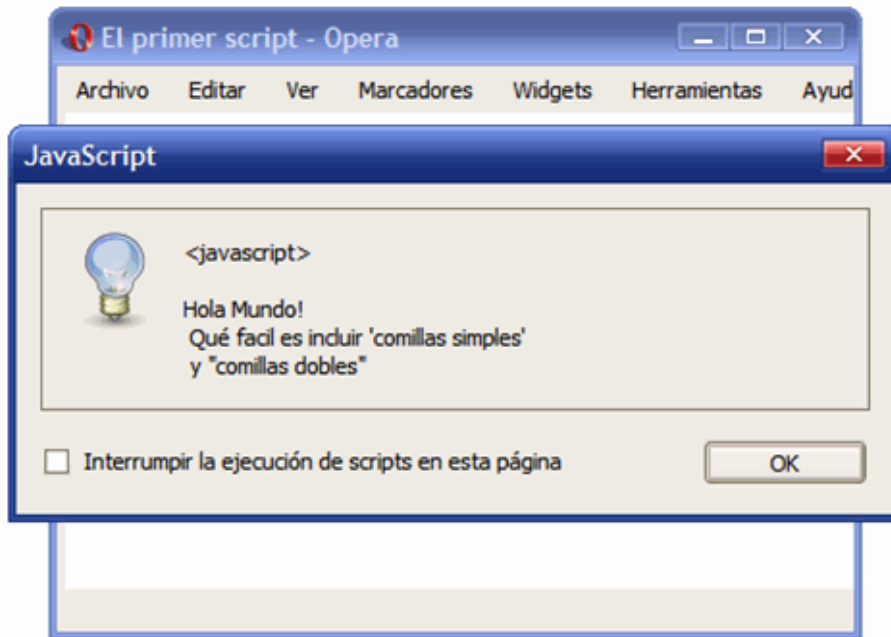 El primer script - Opera
Archivo Editar Ver Marcadores Widgets Herramientas Ayud
JavaScript
<javascript>
Hola Mundo!
Qué facil es incluir 'comillas simples'
y "comillas dobles"
Interrumpir la ejecución de scripts en esta página
OK